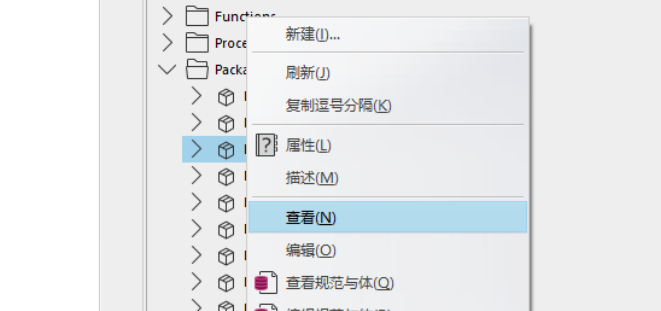 Functions
Proce
Packa
新建(I)...
刷新(J)
复制逗号分隔(K)
属性(L)
描述(M)
查看(N)
编辑(O)
查看规范与体(Q)